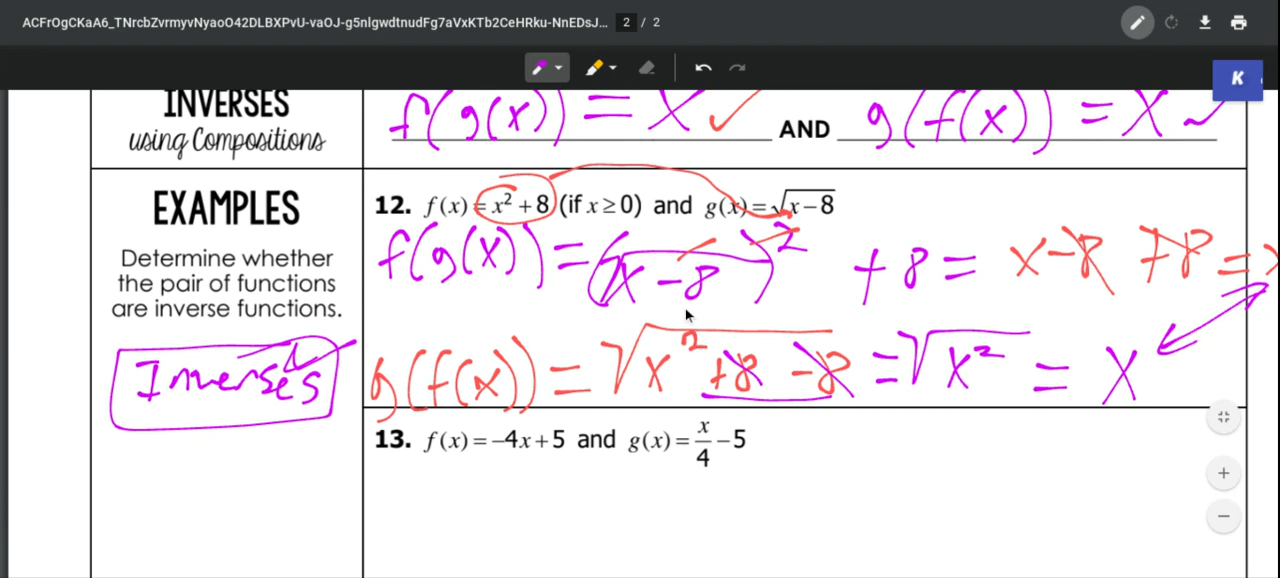 ACFrOgCKaA6_TNrcbZvrmyvNyaoO42DLBXPvU-vaOJ-g5nlgwdtnudFg7aVxKTb2CeHRku-NnEDsJ... 2 / 2
K
INVERSES
using Compositions
f(g(x)) = x ✓ AND g(f(x)) = x ✓
EXAMPLES
Determine whether
the pair of functions
are inverse functions.
Inverses
12. f(x) = x² + 8 (if x ≥ 0) and g(x) = √(x − 8)
f(g(x)) = (√(x − 8))² + 8 = x − 8 + 8 = x
g(f(x)) = √(x² + 8 − 8) = √(x²) = x
13. f(x) = −4x + 5 and g(x) = x/4 − 5